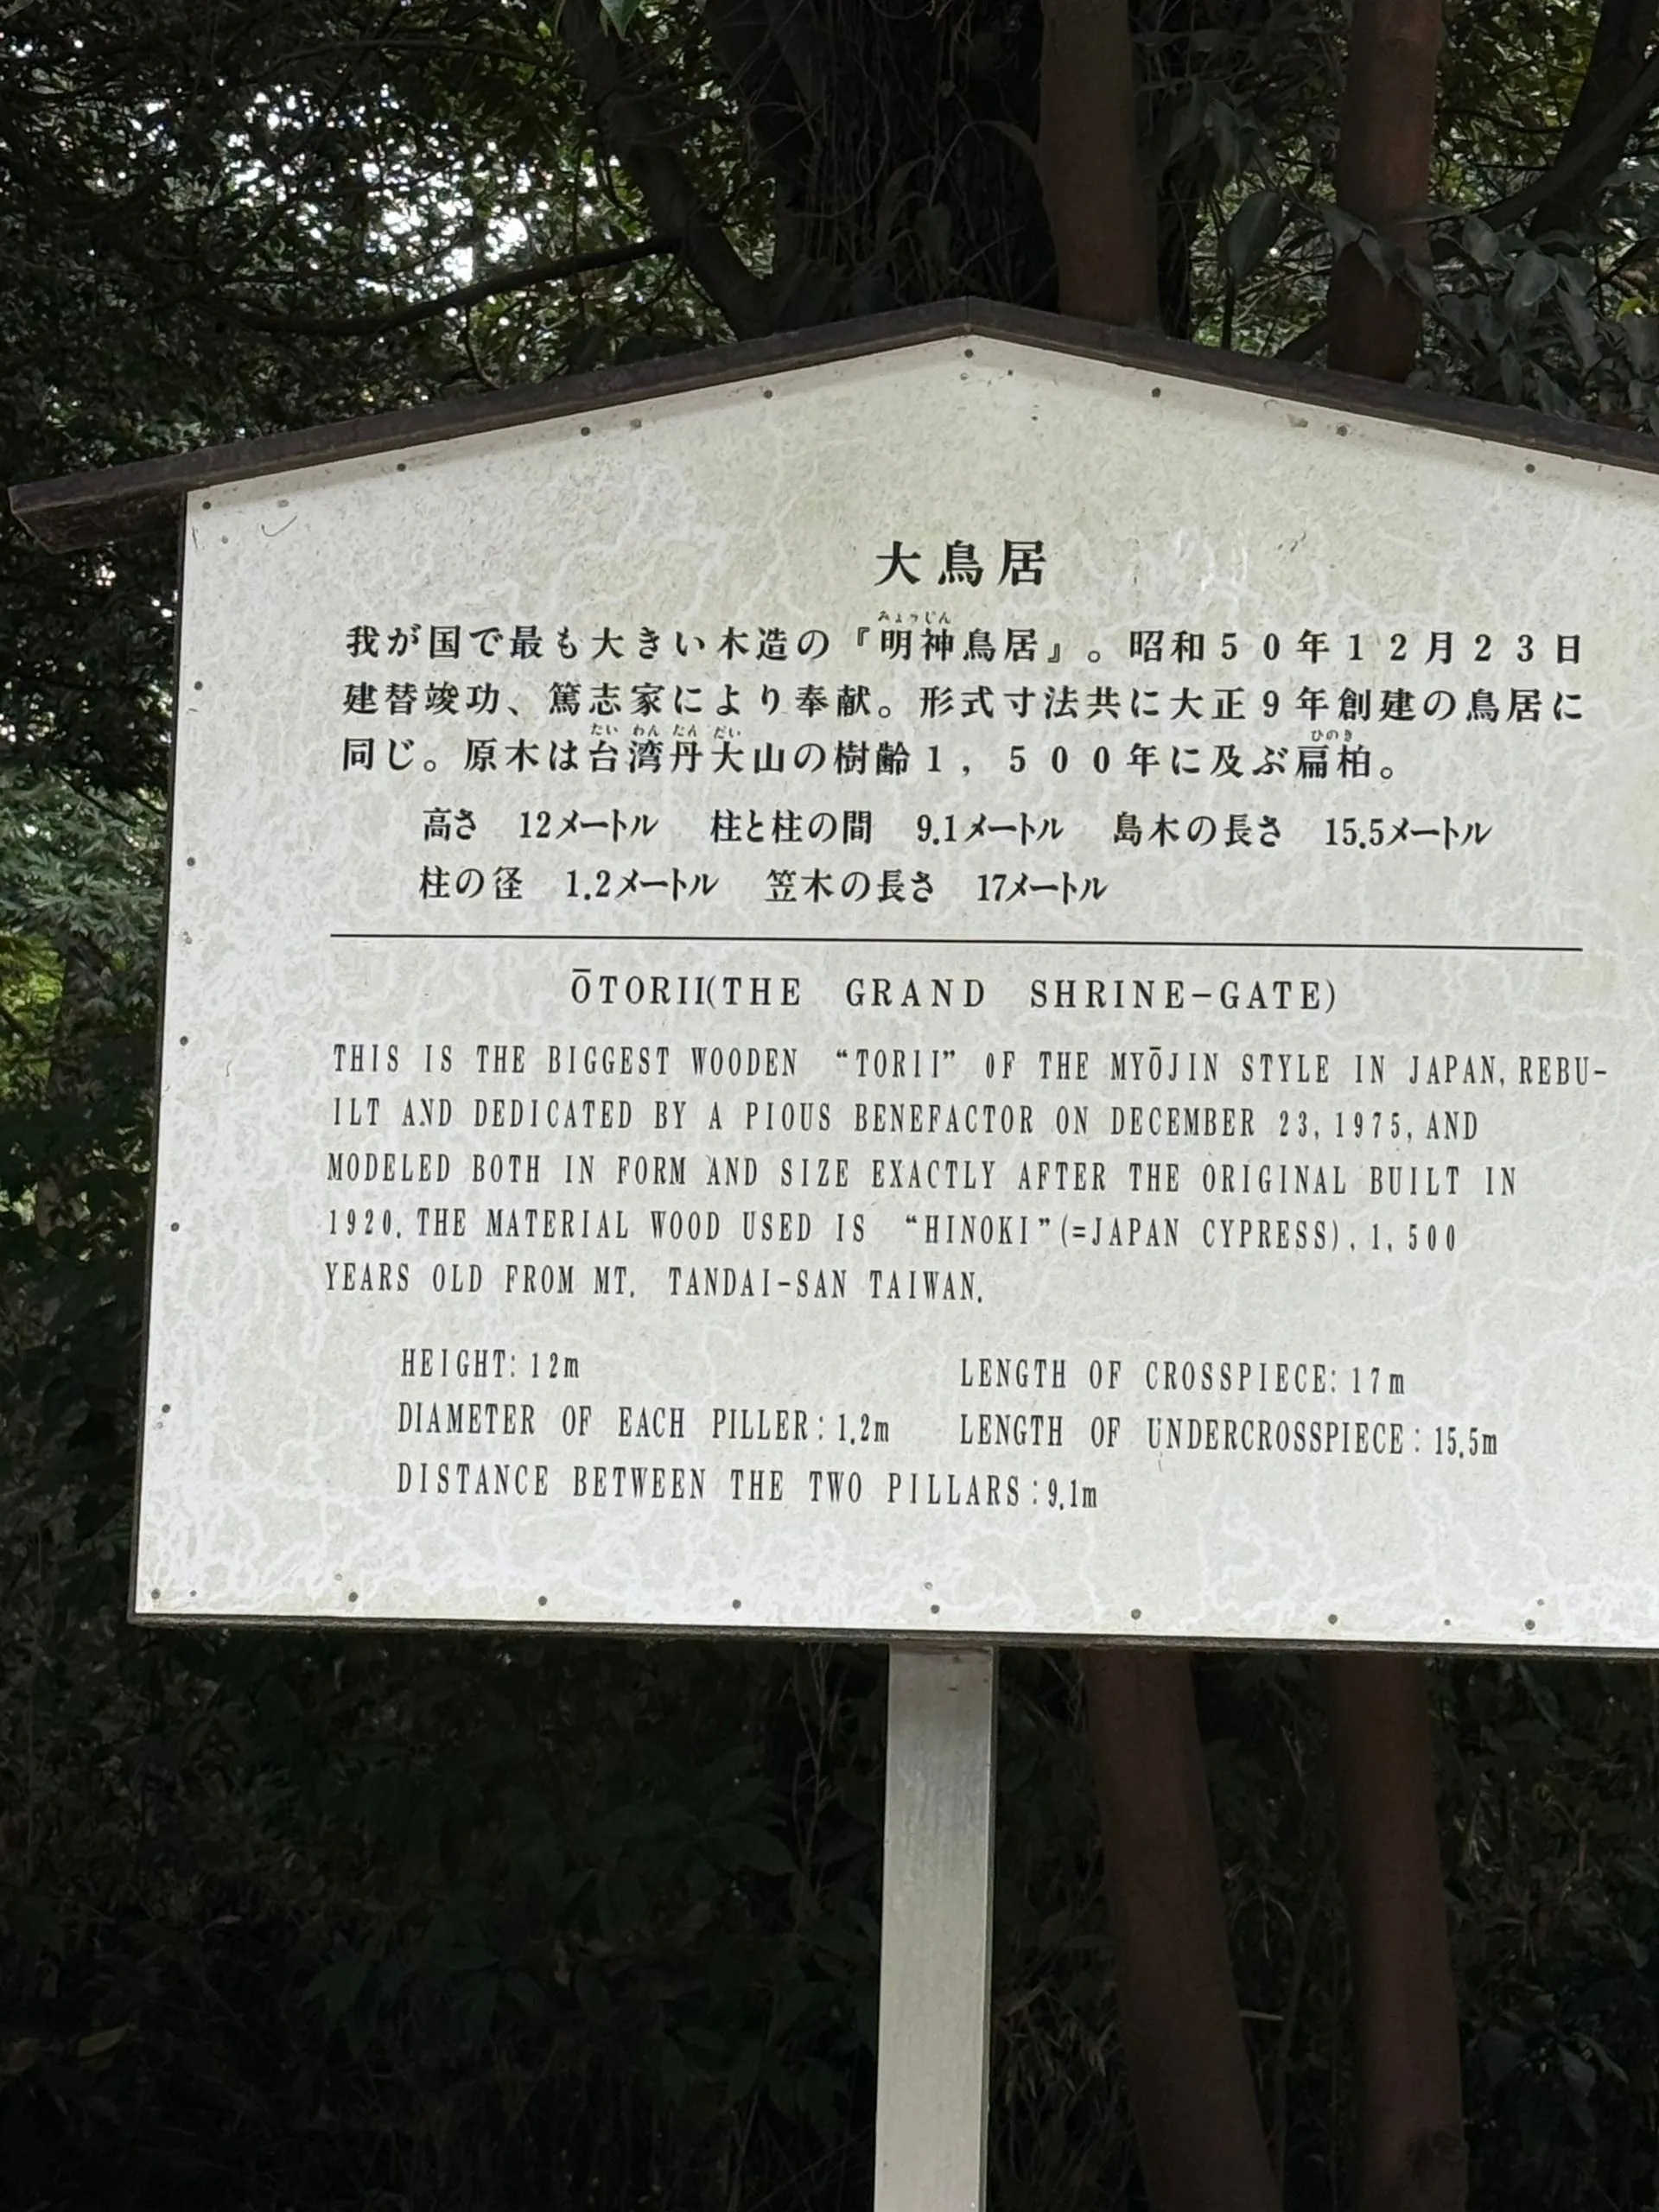 大鳥居
みょうじん
我が国で最も大きい木造の『明神鳥居』。昭和50年12月23日
建替竣功、篤志家により奉献。形式寸法共に大正9年創建の鳥居に
たい わん たん だい ひのき
同じ。原木は台湾丹大山の樹齢1,500年に及ぶ扁柏。
高さ 12メートル 柱と柱の間 9.1メートル 島木の長さ 15.5メートル
柱の径 1.2メートル 笠木の長さ 17メートル
ŌTORII(THE GRAND SHRINE-GATE)
THIS IS THE BIGGEST WOODEN “TORII” OF THE MYŌJIN STYLE IN JAPAN, REBU-
ILT AND DEDICATED BY A PIOUS BENEFACTOR ON DECEMBER 23, 1975, AND
MODELED BOTH IN FORM AND SIZE EXACTLY AFTER THE ORIGINAL BUILT IN
1920. THE MATERIAL WOOD USED IS “HINOKI”(=JAPAN CYPRESS), 1,500
YEARS OLD FROM MT. TANDAI-SAN TAIWAN.
HEIGHT: 12m LENGTH OF CROSSPIECE: 17m
DIAMETER OF EACH PILLER: 1.2m LENGTH OF UNDERCROSSPIECE: 15.5m
DISTANCE BETWEEN THE TWO PILLARS: 9.1m